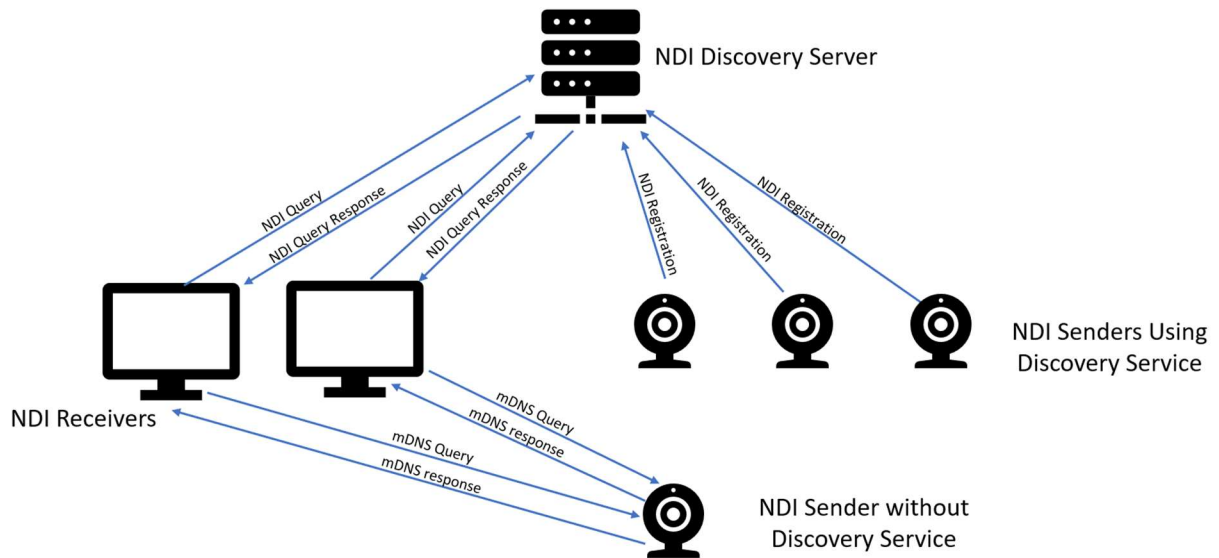 NDI Discovery Server
NDI Query
NDI Query Response
NDI Query
NDI Query Response
NDI Registration
NDI Registration
NDI Registration
NDI Senders Using
Discovery Service
NDI Receivers
mDNS Query
mDNS response
mDNS Query
mDNS response
NDI Sender without
Discovery Service